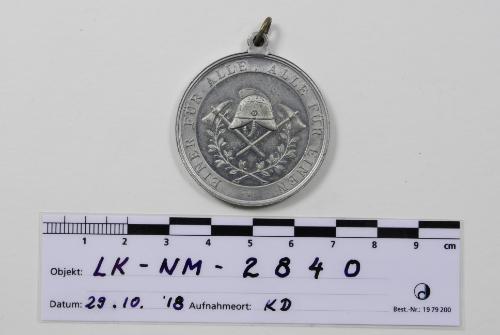 EINER FÜR ALLE, ALLE FÜR EINEN
1 2 3 4 5 6 7 8 9 cm
Objekt: LK-NM-2840
Datum: 29.10.'18 Aufnahmeort: KD
Best.-Nr.: 19 79 200